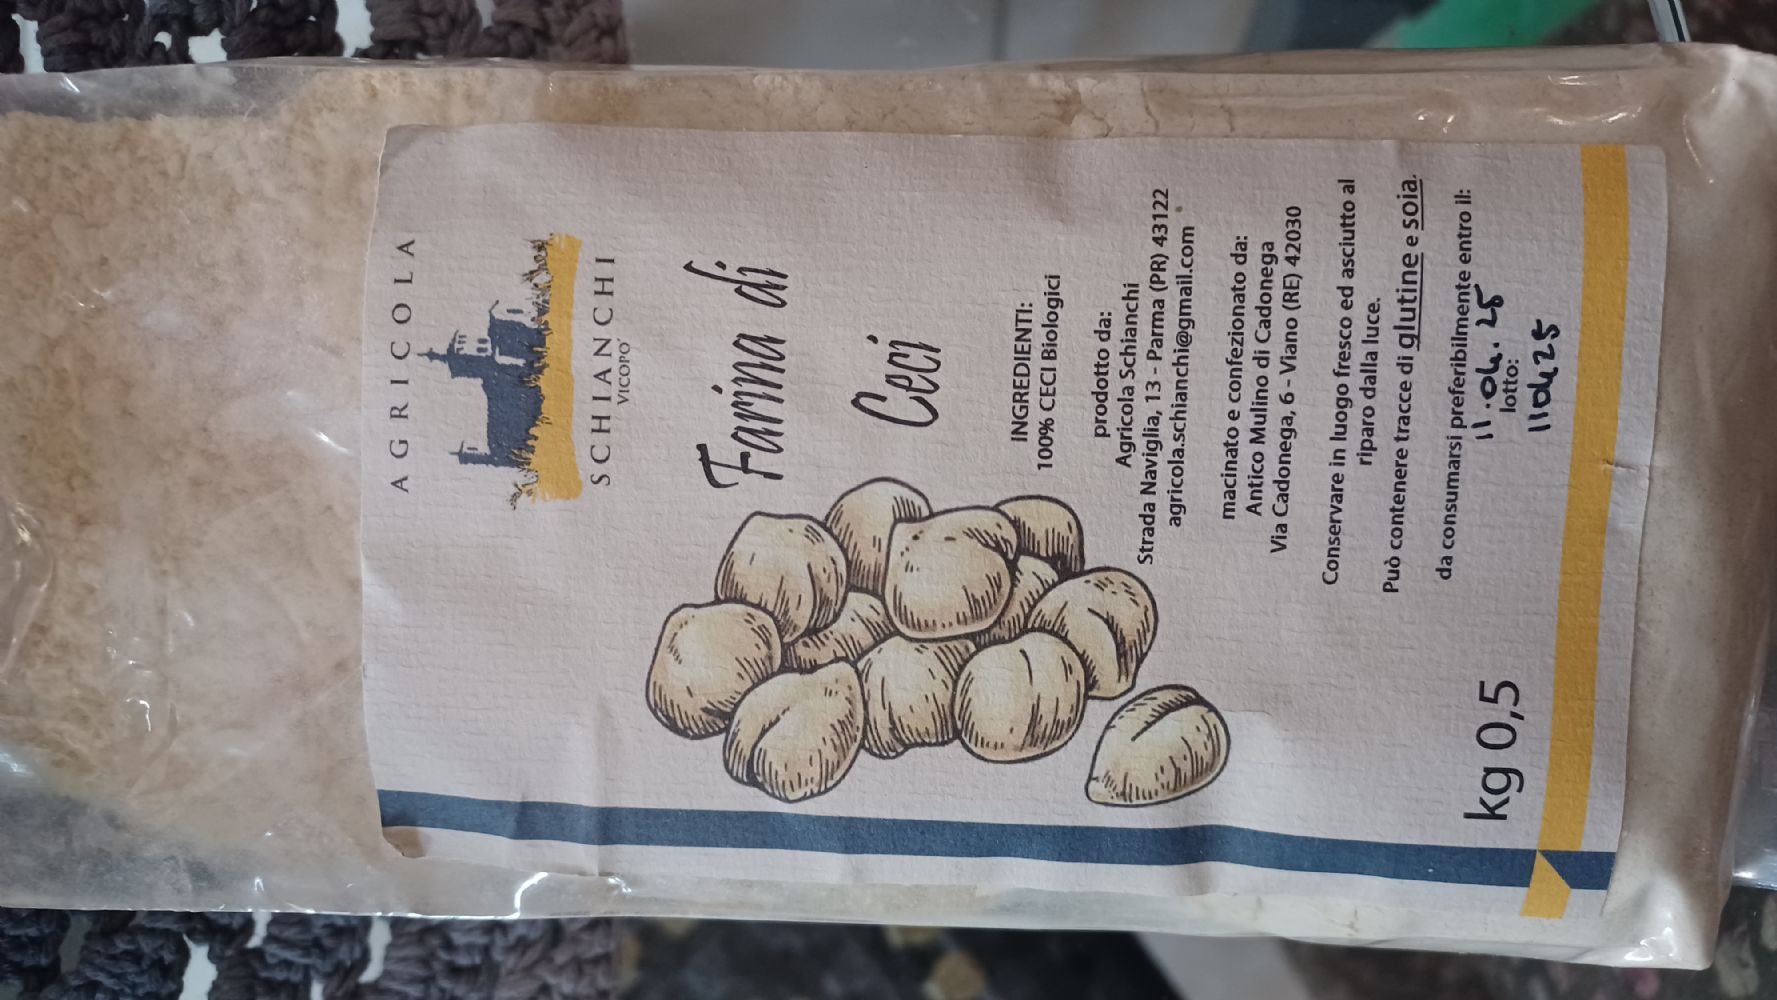 AGRICOLA
SCHIANCHI
VICOPO'
Farina di
Ceci
INGREDIENTI:
100% CECI Biologici
prodotto da:
Agricola Schianchi
Strada Naviglia, 13 - Parma (PR) 43122
agricola.schianchi@gmail.com
macinato e confezionato da:
Antico Mulino di Cadonega
Via Cadonega, 6 - Viano (RE) 42030
Conservare in luogo fresco ed asciutto al
riparo dalla luce.
Può contenere tracce di glutine e soia.
da consumarsi preferibilmente entro il:
11.04.25
lotto:
110425
kg 0,5